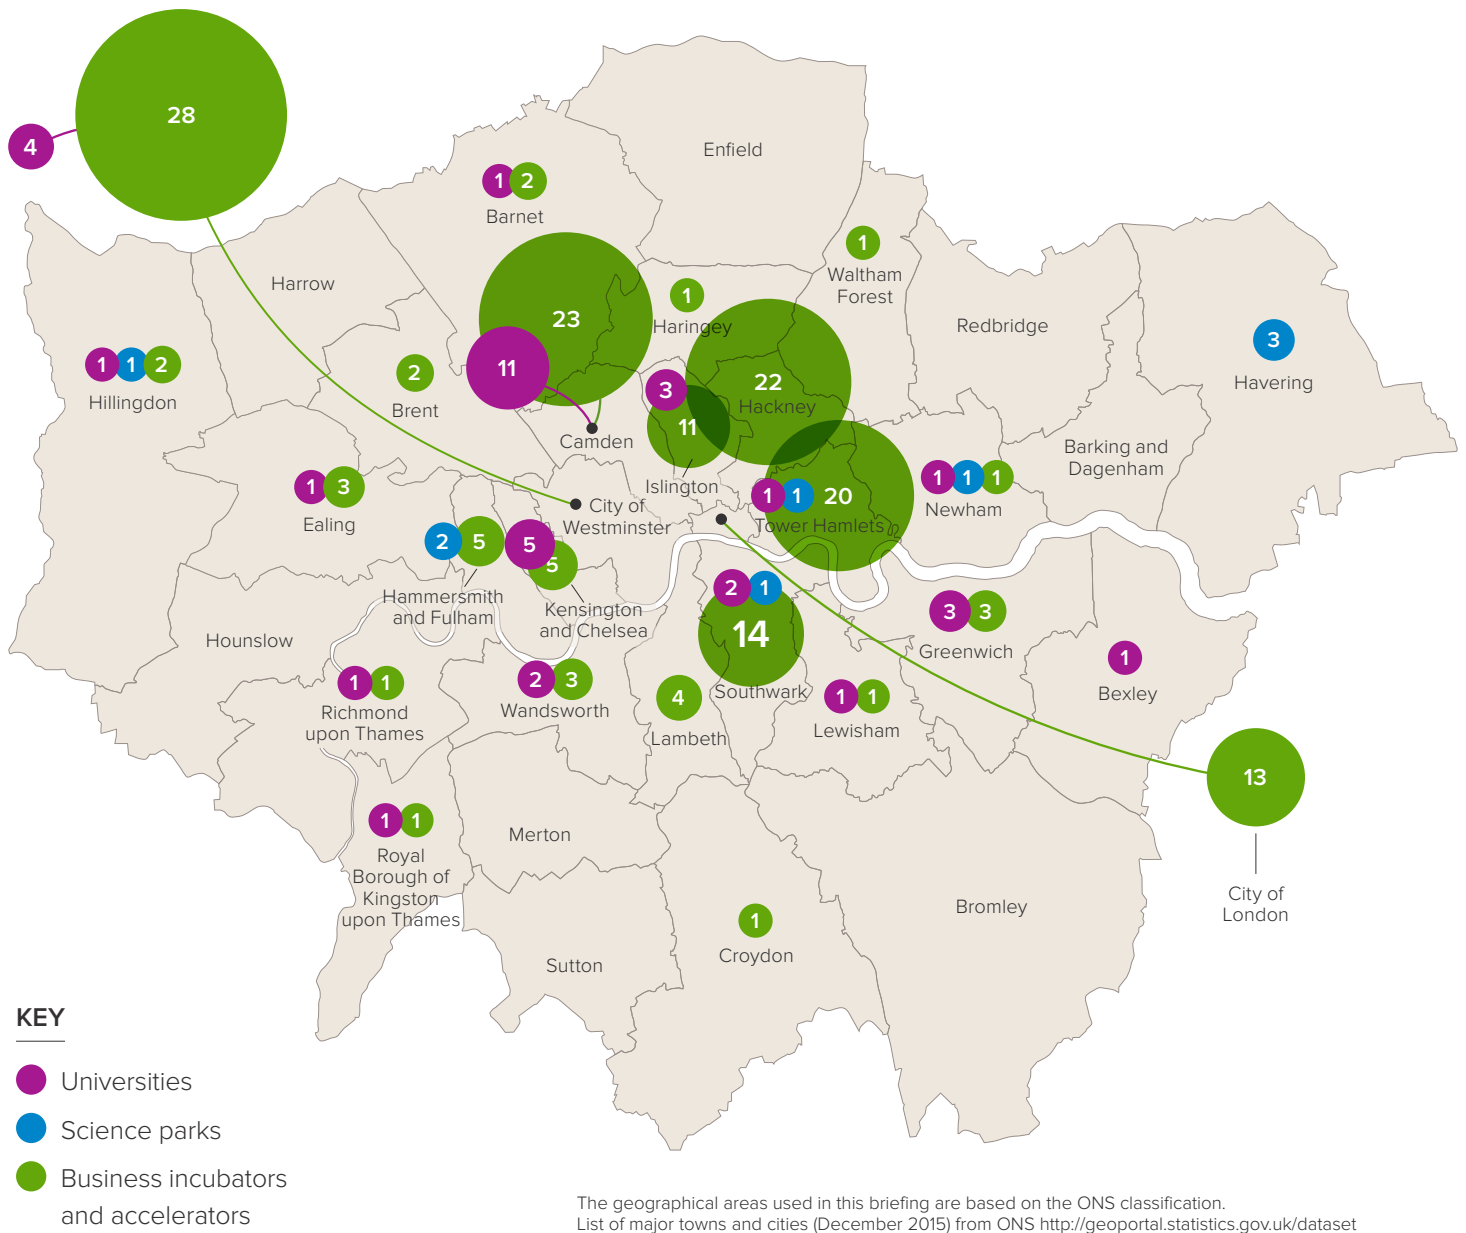 28
4
Enfield
1 2
Barnet
1
Waltham
Forest
Harrow
1
Haringey
23
Redbridge
3
Havering
11
1 1 2
Hillingdon
2
Brent
3
22
Hackney
11
Camden
Barking and
Dagenham
Islington
1 3
Ealing
City of
Westminster
1 1 20
Tower Hamlets
1 1 1
Newham
2 5
Hammersmith
and Fulham
5
5
Kensington
and Chelsea
2 1
14
Southwark
3 3
Greenwich
Hounslow
1
Bexley
1 1
Richmond
upon Thames
2 3
Wandsworth
4
Lambeth
1 1
Lewisham
13
City of
London
1 1
Royal
Borough of
Kingston
upon Thames
Merton
Bromley
1
Croydon
Sutton
KEY
Universities
Science parks
Business incubators
and accelerators
The geographical areas used in this briefing are based on the ONS classification.
List of major towns and cities (December 2015) from ONS http://geoportal.statistics.gov.uk/dataset